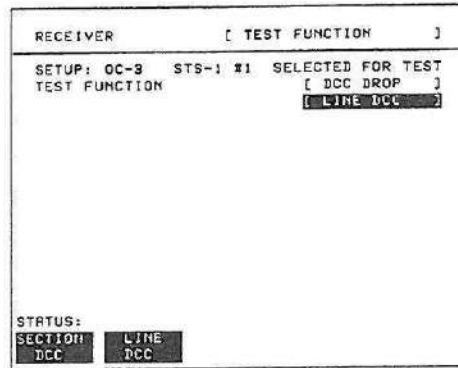 RECEIVER [ TEST FUNCTION ]
SETUP: OC-3 STS-1 #1 SELECTED FOR TEST
TEST FUNCTION [ DCC DROP ]
[ LINE DCC ]
STATUS:
SECTION DCC LINE DCC